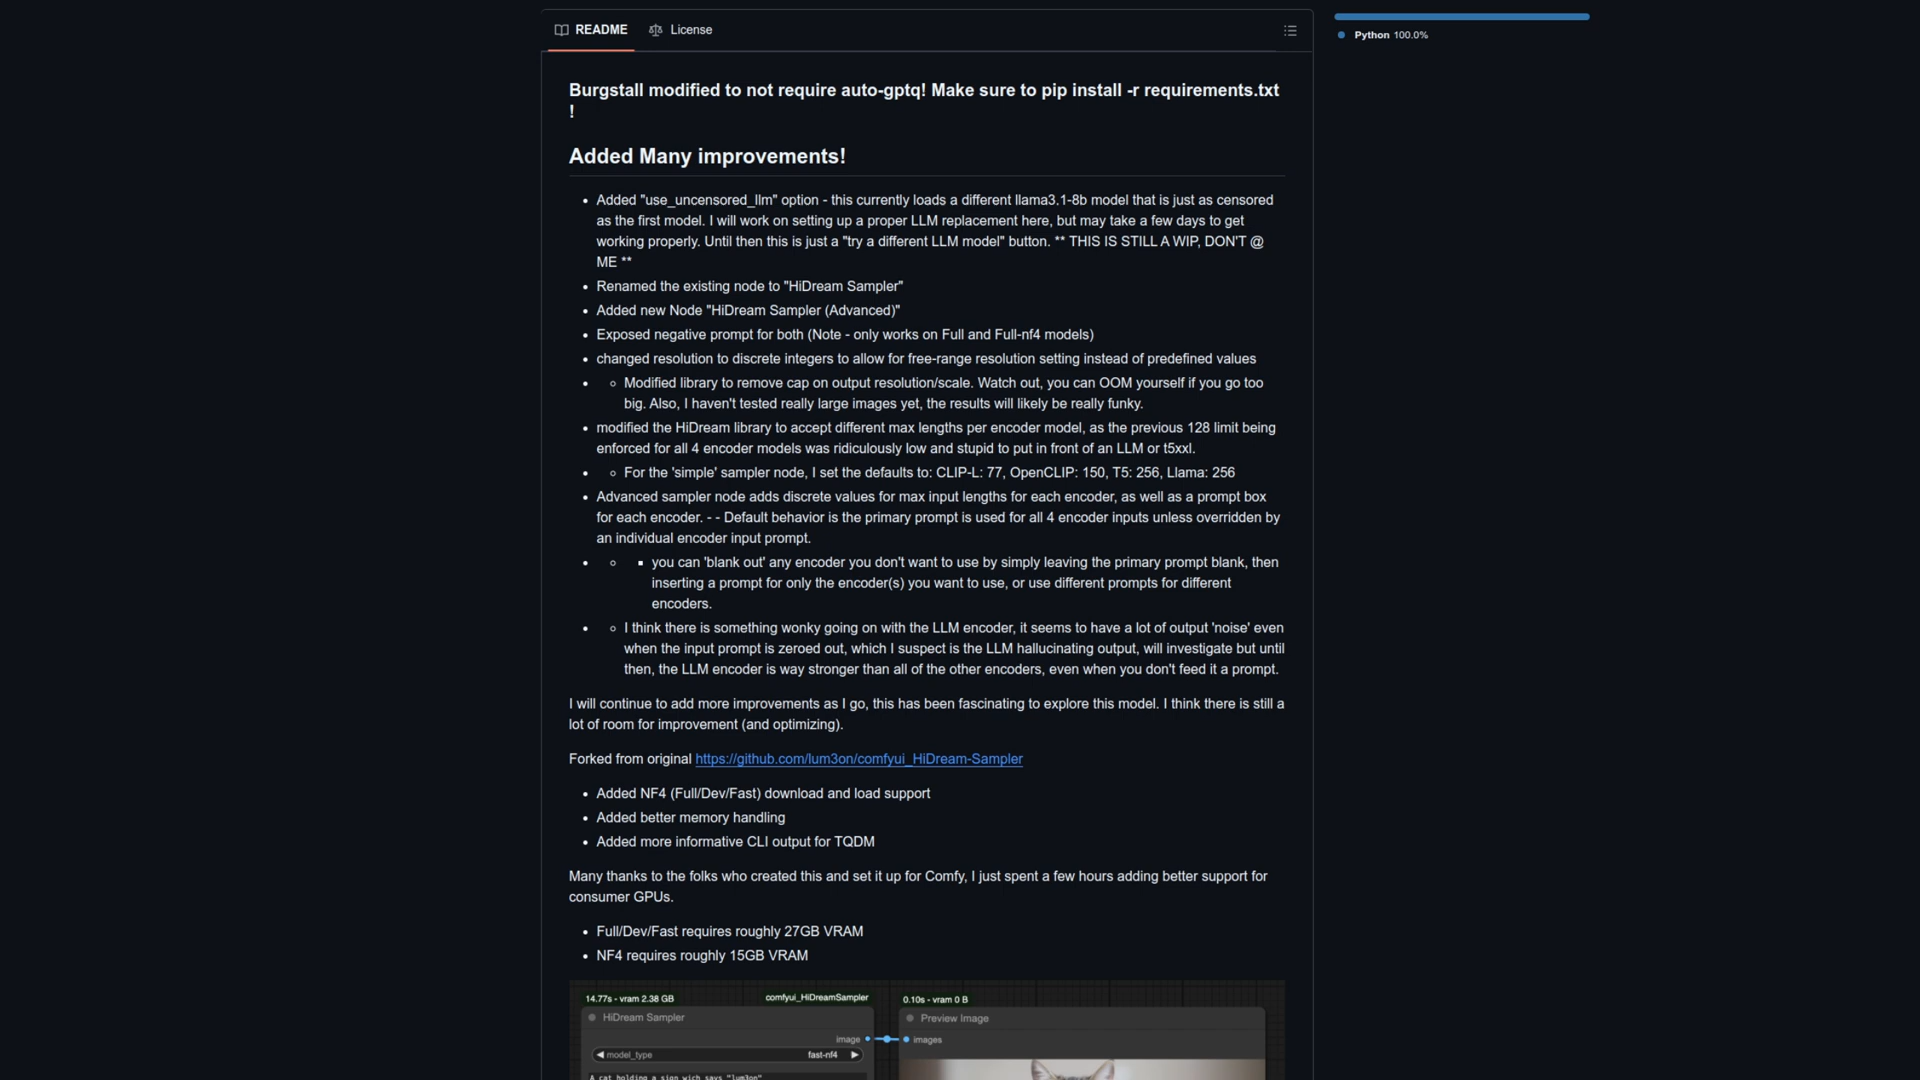 README
License
Python 100.0%
Burgstall modified to not require auto-gptq! Make sure to pip install -r requirements.txt
!
Added Many improvements!
Added "use_uncensored_llm" option - this currently loads a different llama3.1-8b model that is just as censored
as the first model. I will work on setting up a proper LLM replacement here, but may take a few days to get
working properly. Until then this is just a "try a different LLM model" button. ** THIS IS STILL A WIP, DON'T @
ME **
Renamed the existing node to "HiDream Sampler"
Added new Node "HiDream Sampler (Advanced)"
Exposed negative prompt for both (Note - only works on Full and Full-nf4 models)
changed resolution to discrete integers to allow for free-range resolution setting instead of predefined values
Modified library to remove cap on output resolution/scale. Watch out, you can OOM yourself if you go too
big. Also, I haven't tested really large images yet, the results will likely be really funky.
modified the HiDream library to accept different max lengths per encoder model, as the previous 128 limit being
enforced for all 4 encoder models was ridiculously low and stupid to put in front of an LLM or t5xxl.
For the 'simple' sampler node, I set the defaults to: CLIP-L: 77, OpenCLIP: 150, T5: 256, Llama: 256
Advanced sampler node adds discrete values for max input lengths for each encoder, as well as a prompt box
for each encoder. - - Default behavior is the primary prompt is used for all 4 encoder inputs unless overridden by
an individual encoder input prompt.
you can 'blank out' any encoder you don't want to use by simply leaving the primary prompt blank, then
inserting a prompt for only the encoder(s) you want to use, or use different prompts for different
encoders.
I think there is something wonky going on with the LLM encoder, it seems to have a lot of output 'noise' even
when the input prompt is zeroed out, which I suspect is the LLM hallucinating output, will investigate but until
then, the LLM encoder is way stronger than all of the other encoders, even when you don't feed it a prompt.
I will continue to add more improvements as I go, this has been fascinating to explore this model. I think there is still a
lot of room for improvement (and optimizing).
Forked from original https://github.com/lum3on/comfyui_HiDream-Sampler
Added NF4 (Full/Dev/Fast) download and load support
Added better memory handling
Added more informative CLI output for TQDM
Many thanks to the folks who created this and set it up for Comfy, I just spent a few hours adding better support for
consumer GPUs.
Full/Dev/Fast requires roughly 27GB VRAM
NF4 requires roughly 15GB VRAM
14.77s - vram 2.38 GB
comfyui_HiDreamSampler
0.10s - vram 0 B
HiDream Sampler
Preview Image
image
images
model_type
fast-nf4
A cat holding a sign wich says "lum3on"